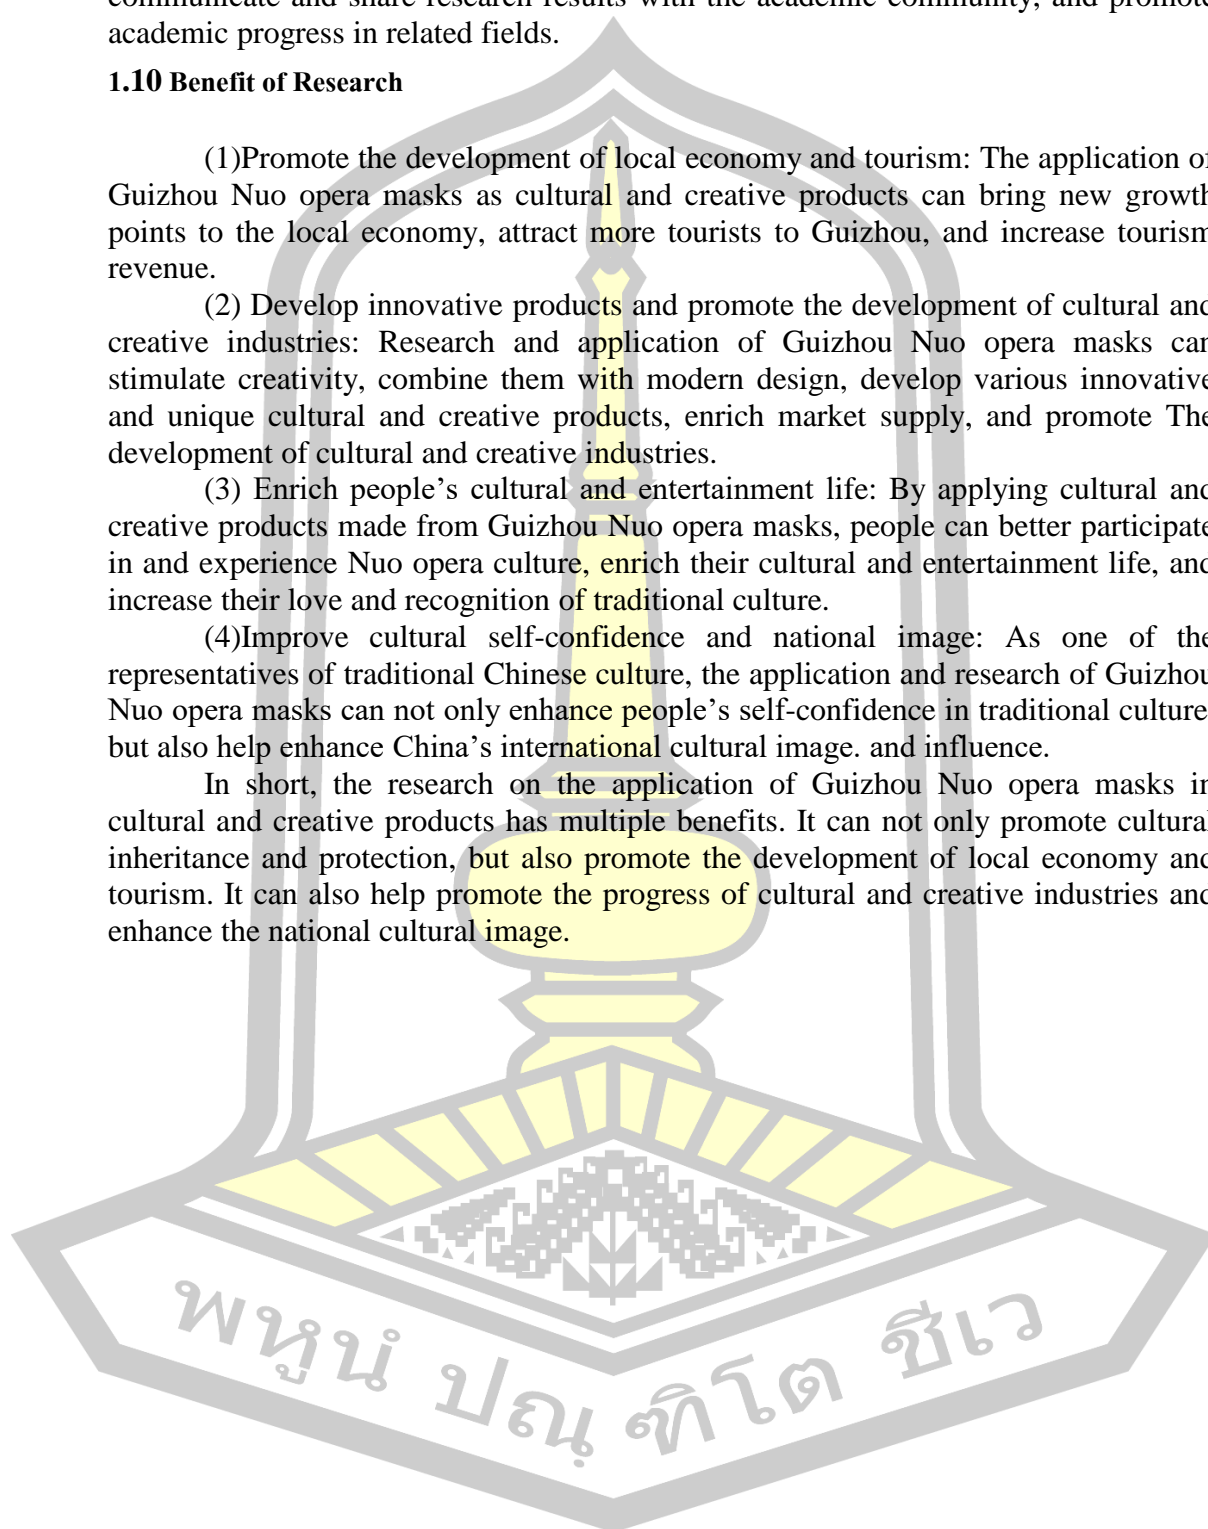 communicate and share research results with the academic community, and promote
academic progress in related fields.
1.10 Benefit of Research
(1)Promote the development of local economy and tourism: The application of
Guizhou Nuo opera masks as cultural and creative products can bring new growth
points to the local economy, attract more tourists to Guizhou, and increase tourism
revenue.
(2) Develop innovative products and promote the development of cultural and
creative industries: Research and application of Guizhou Nuo opera masks can
stimulate creativity, combine them with modern design, develop various innovative
and unique cultural and creative products, enrich market supply, and promote The
development of cultural and creative industries.
(3) Enrich people’s cultural and entertainment life: By applying cultural and
creative products made from Guizhou Nuo opera masks, people can better participate
in and experience Nuo opera culture, enrich their cultural and entertainment life, and
increase their love and recognition of traditional culture.
(4)Improve cultural self-confidence and national image: As one of the
representatives of traditional Chinese culture, the application and research of Guizhou
Nuo opera masks can not only enhance people’s self-confidence in traditional culture
but also help enhance China’s international cultural image. and influence.
In short, the research on the application of Guizhou Nuo opera masks in
cultural and creative products has multiple benefits. It can not only promote cultural
inheritance and protection, but also promote the development of local economy and
tourism. It can also help promote the progress of cultural and creative industries and
enhance the national cultural image.
พหูนํ ปณฺฑิโต ชีเว